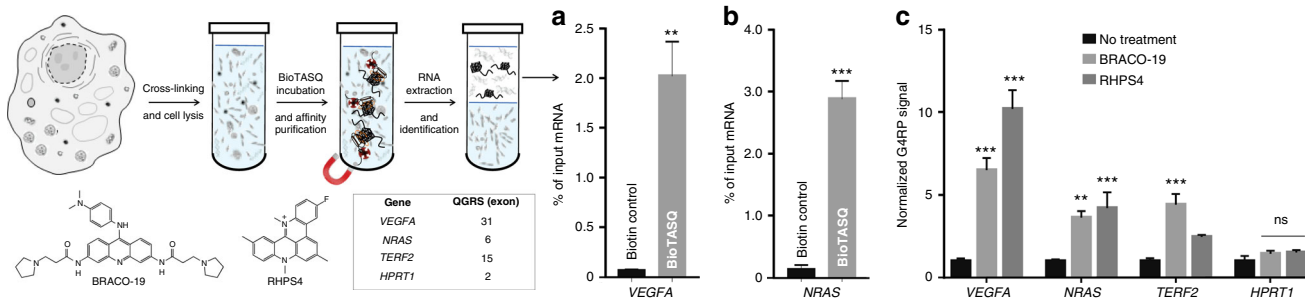 Cross-linking
and cell lysis
BioTASQ
incubation
and affinity
purification
RNA
extraction
and
identification
N
NH
O
N
N
H
N
N
H
O
N
BRACO-19
F
N
+
N
RHPS4
Gene QGRS (exon)
VEGFA 31
NRAS 6
TERF2 15
HPRT1 2
a
% of input mRNA
2.5
2.0
1.5
1.0
0.5
0.0
**
Biotin control
BioTASQ
VEGFA
b
% of input mRNA
4.0
3.0
2.0
1.0
0.0
***
Biotin control
BioTASQ
NRAS
c
Normalized G4RP signal
15
10
5
0
No treatment
BRACO-19
RHPS4
***
***
**
***
***
ns
VEGFA NRAS TERF2 HPRT1